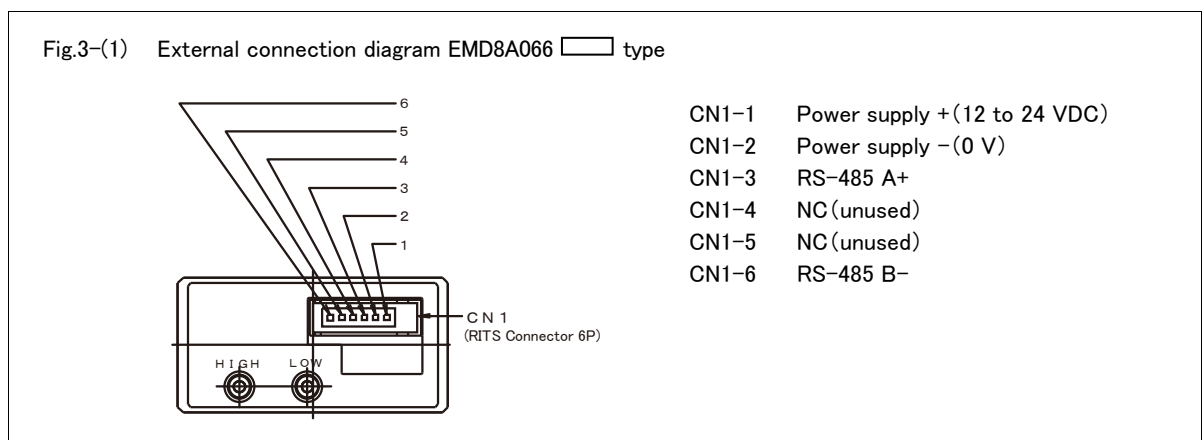 Fig.3-(1) External connection diagram EMD8A066 type
6
5
4
3
2
1
CN1
(RITS Connector 6P)
HIGH LOW
CN1-1 Power supply +(12 to 24 VDC)
CN1-2 Power supply -(0 V)
CN1-3 RS-485 A+
CN1-4 NC(unused)
CN1-5 NC(unused)
CN1-6 RS-485 B-